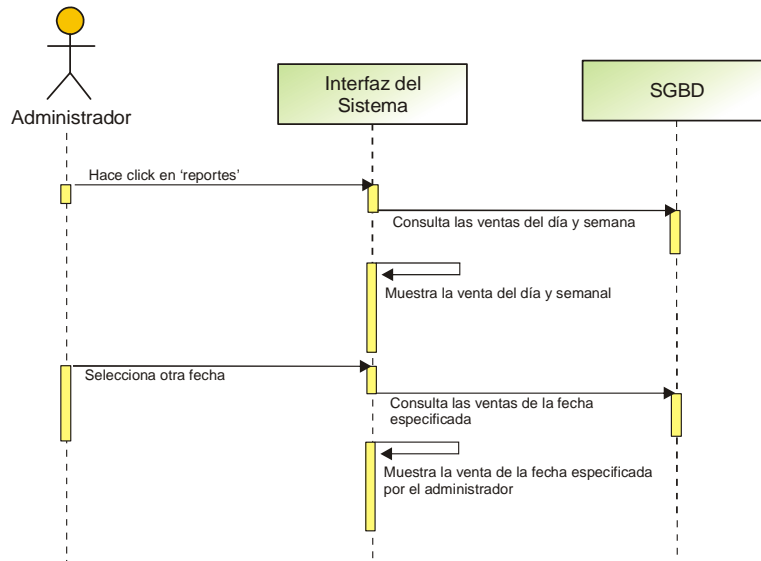 Administrador
Interfaz del
Sistema
SGBD
Hace click en ‘reportes’
Consulta las ventas del día y semana
Muestra la venta del día y semanal
Selecciona otra fecha
Consulta las ventas de la fecha
especificada
Muestra la venta de la fecha especificada
por el administrador